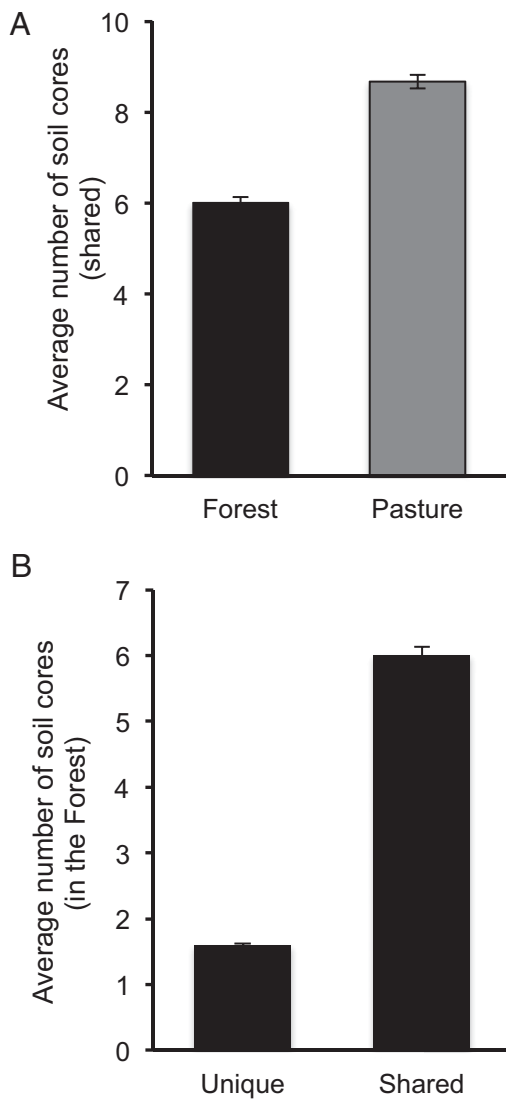 A
Average number of soil cores
(shared)
10
8
6
4
2
0
Forest
Pasture
B
Average number of soil cores
(in the Forest)
7
6
5
4
3
2
1
0
Unique
Shared